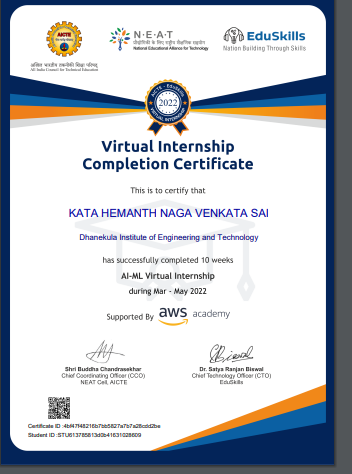 AICTE
अखिल भारतीय तकनीकी शिक्षा परिषद्
All India Council for Technical Education
N·E·A·T
National Educational Alliance for Technology
EduSkills
Nation Building Through Skills
AICTE - EDUSKILLS
2022
VIRTUAL INTERNSHIP
Virtual Internship
Completion Certificate
This is to certify that
KATA HEMANTH NAGA VENKATA SAI
Dhanekula Institute of Engineering and Technology
has successfully completed 10 weeks
AI-ML Virtual Internship
during Mar - May 2022
Supported By aws academy
Shri Buddha Chandrasekhar
Chief Coordinating Officer (CCO)
NEAT Cell, AICTE
Dr. Satya Ranjan Biswal
Chief Technology Officer (CTO)
EduSkills
Certificate ID
Student ID